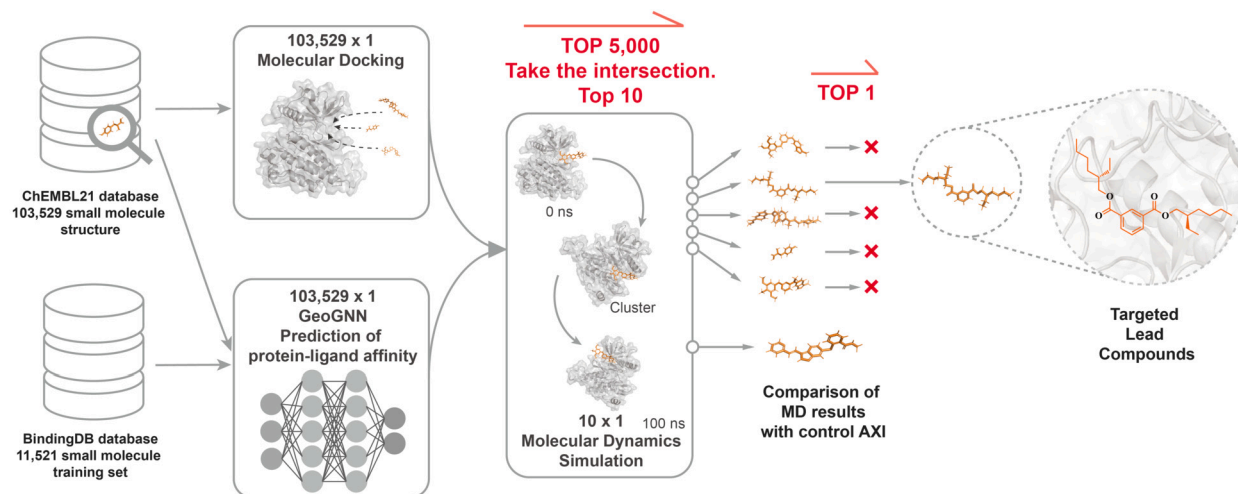 ChEMBL21 database
103,529 small molecule
structure
BindingDB database
11,521 small molecule
training set
103,529 x 1
Molecular Docking
103,529 x 1
GeoGNN
Prediction of
protein-ligand affinity
TOP 5,000
Take the intersection.
Top 10
0 ns
Cluster
10 x 1
100 ns
Molecular Dynamics
Simulation
TOP 1
Comparison of
MD results
with control AXI
O
O
O
O
Targeted
Lead
Compounds